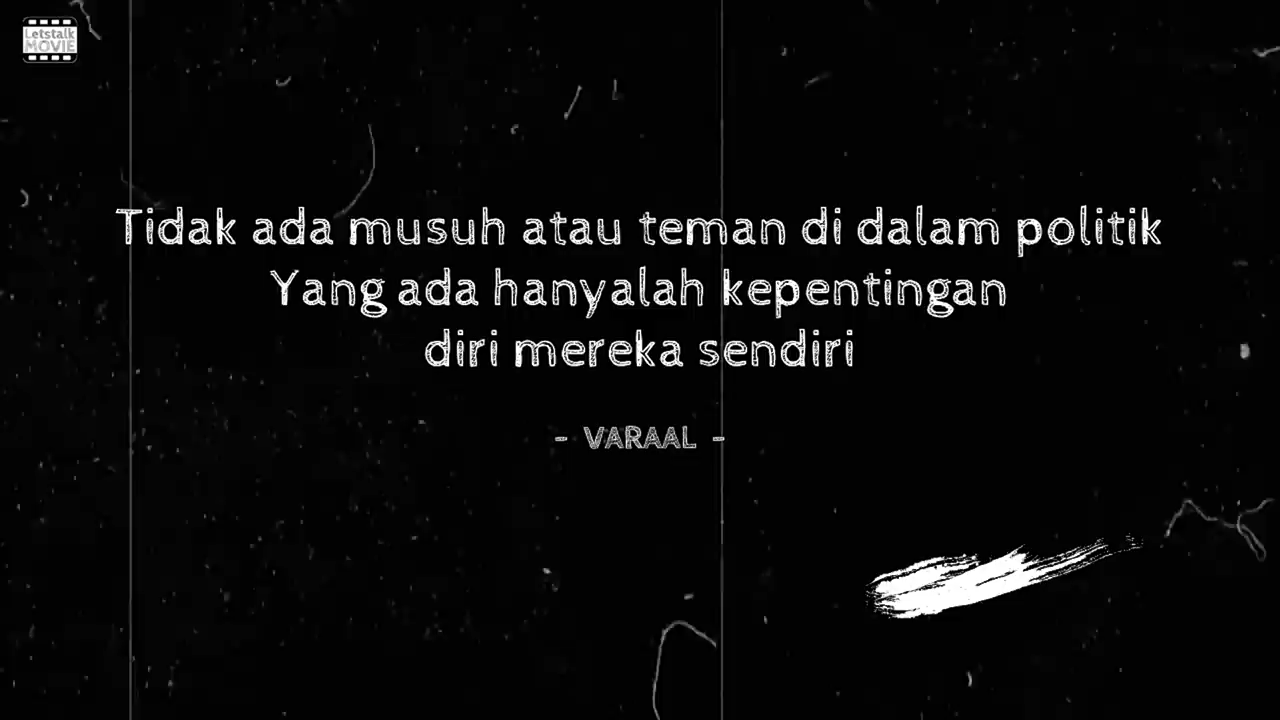 Letstalk
MOVIE
Tidak ada musuh atau teman di dalam politik
Yang ada hanyalah kepentingan
diri mereka sendiri
- VARAAL -